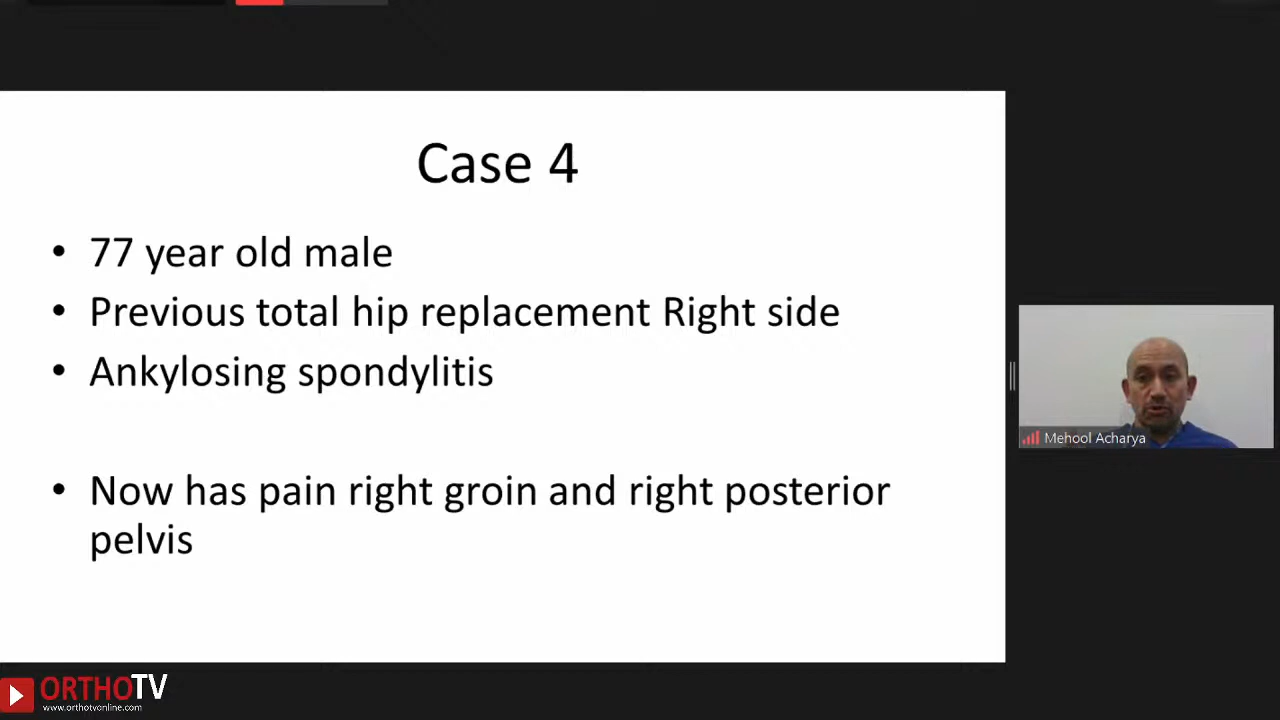 Case 4
• 77 year old male
• Previous total hip replacement Right side
• Ankylosing spondylitis
• Now has pain right groin and right posterior
pelvis
Mehool Acharya
ORTHOTV
www.orthotvonline.com